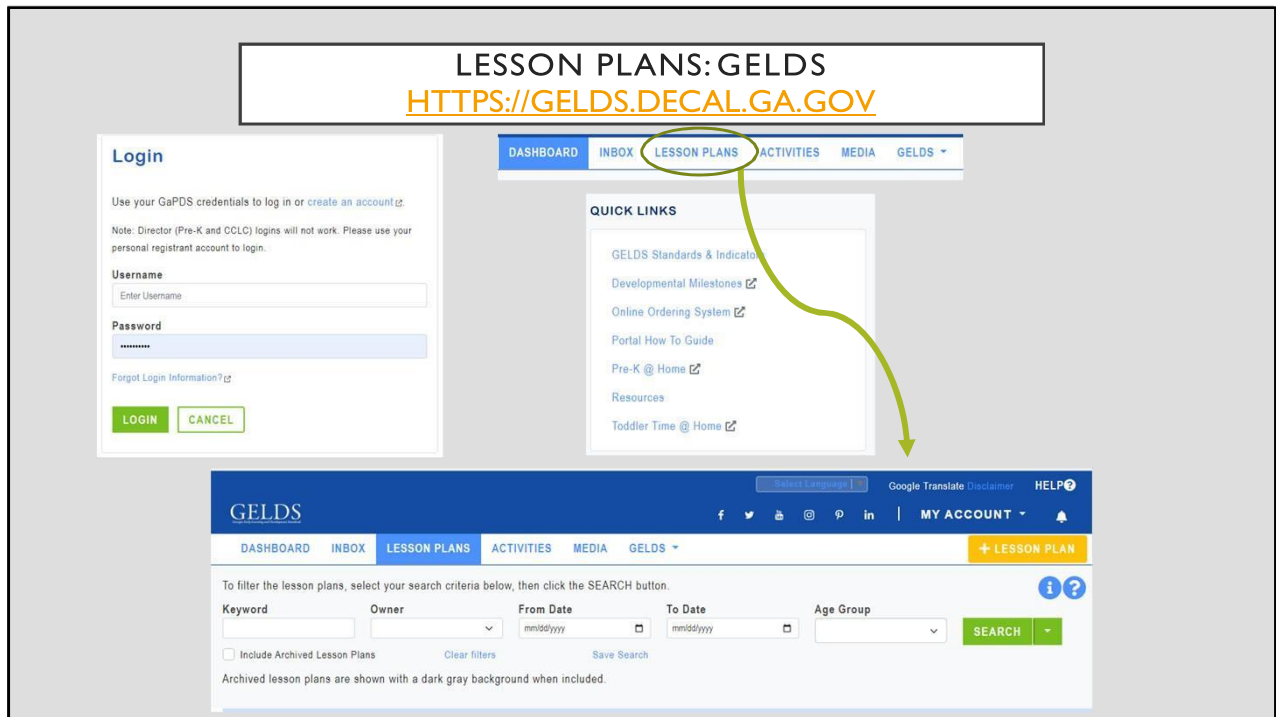 LESSON PLANS: GELDS
HTTPS://GELDS.DECAL.GA.GOV
Login
Use your GaPDS credentials to log in or create an account.
Note: Director (Pre-K and CCLC) logins will not work. Please use your
personal registrant account to login.
Username
Enter Username
Password
••••••••••
Forgot Login Information?
LOGIN CANCEL
DASHBOARD INBOX LESSON PLANS ACTIVITIES MEDIA GELDS
QUICK LINKS
GELDS Standards & Indicators
Developmental Milestones
Online Ordering System
Portal How To Guide
Pre-K @ Home
Resources
Toddler Time @ Home
Select Language Google Translate Disclaimer HELP
GELDS
MY ACCOUNT
DASHBOARD INBOX LESSON PLANS ACTIVITIES MEDIA GELDS + LESSON PLAN
To filter the lesson plans, select your search criteria below, then click the SEARCH button.
Keyword Owner From Date To Date Age Group
mm/dd/yyyy mm/dd/yyyy SEARCH
Include Archived Lesson Plans Clear filters Save Search
Archived lesson plans are shown with a dark gray background when included.